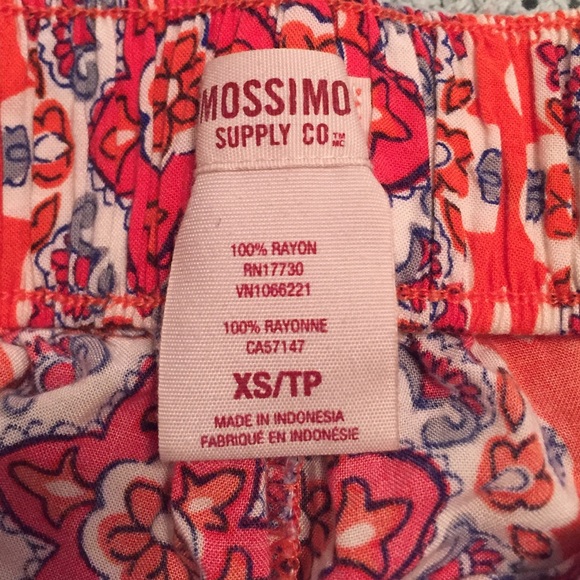 MOSSIMO
SUPPLY CO TM MC
100% RAYON
RN17730
VN1066221
100% RAYONNE
CA57147
XS/TP
MADE IN INDONESIA
FABRIQUÉ EN INDONÉSIE